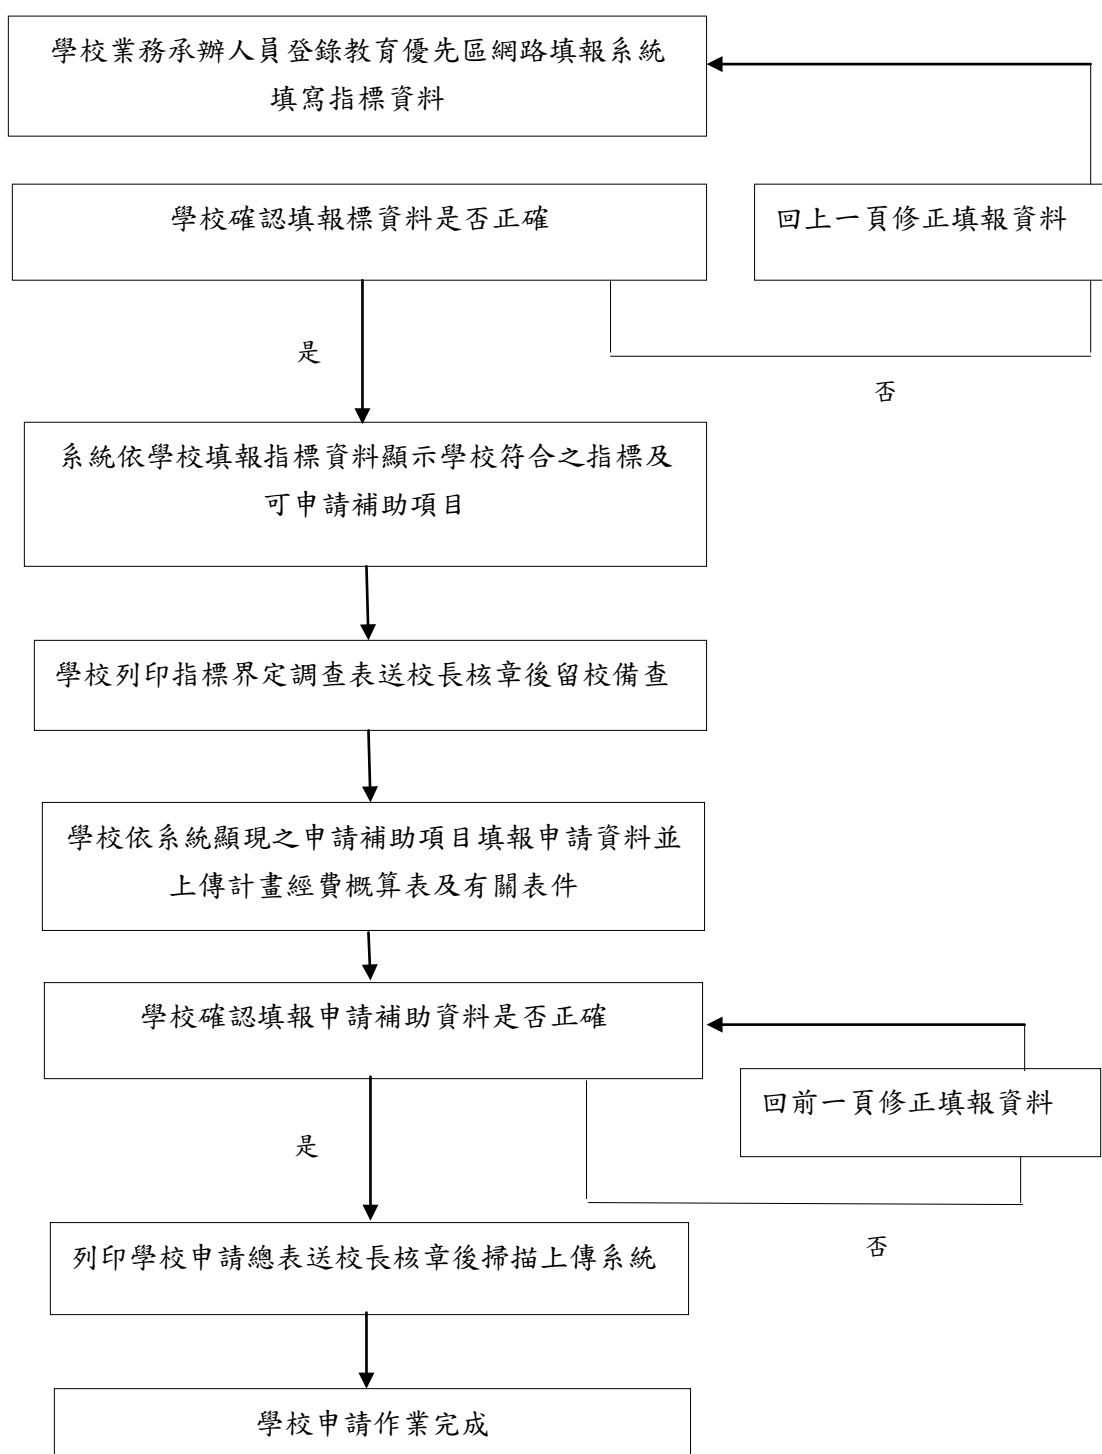 學校業務承辦人員登錄教育優先區網路填報系統
填寫指標資料
學校確認填報標資料是否正確
回上一頁修正填報資料
是
否
系統依學校填報指標資料顯示學校符合之指標及
可申請補助項目
學校列印指標界定調查表送校長核章後留校備查
學校依系統顯現之申請補助項目填報申請資料並
上傳計畫經費概算表及有關表件
學校確認填報申請補助資料是否正確
回前一頁修正填報資料
是
否
列印學校申請總表送校長核章後掃描上傳系統
學校申請作業完成